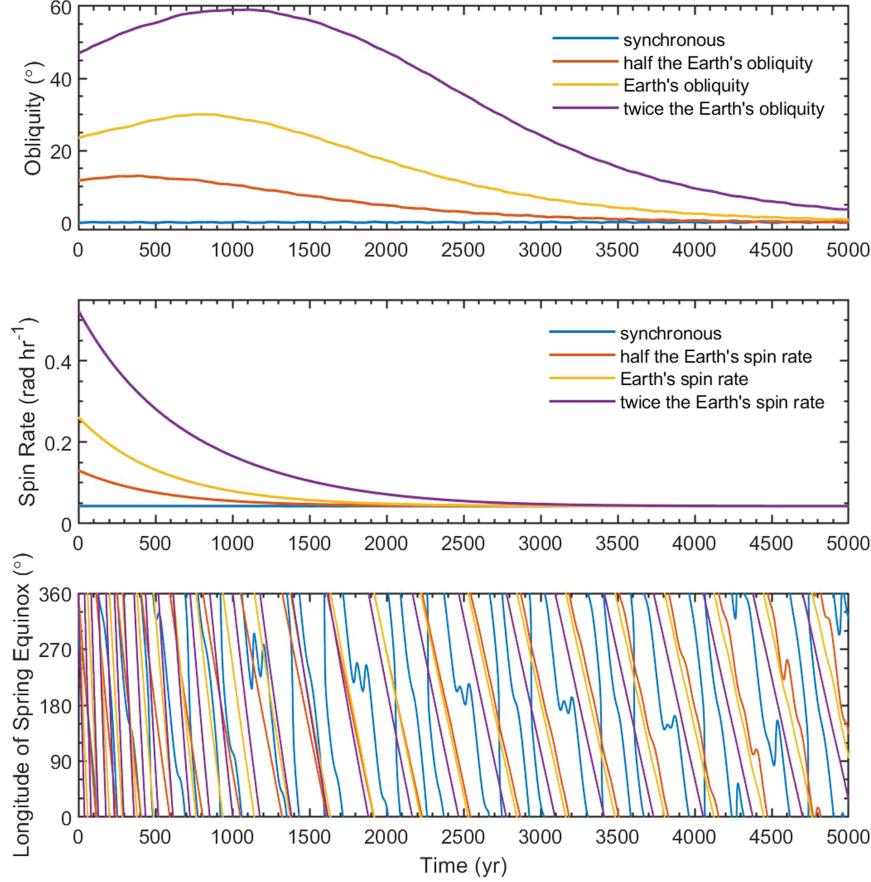 60
40
20
0
Obliquity (°)
synchronous
half the Earth's obliquity
Earth's obliquity
twice the Earth's obliquity
0 500 1000 1500 2000 2500 3000 3500 4000 4500 5000
0.4
0.2
0
Spin Rate (rad hr⁻¹)
synchronous
half the Earth's spin rate
Earth's spin rate
twice the Earth's spin rate
0 500 1000 1500 2000 2500 3000 3500 4000 4500 5000
360
270
180
90
0
Longitude of Spring Equinox (°)
0 500 1000 1500 2000 2500 3000 3500 4000 4500 5000
Time (yr)